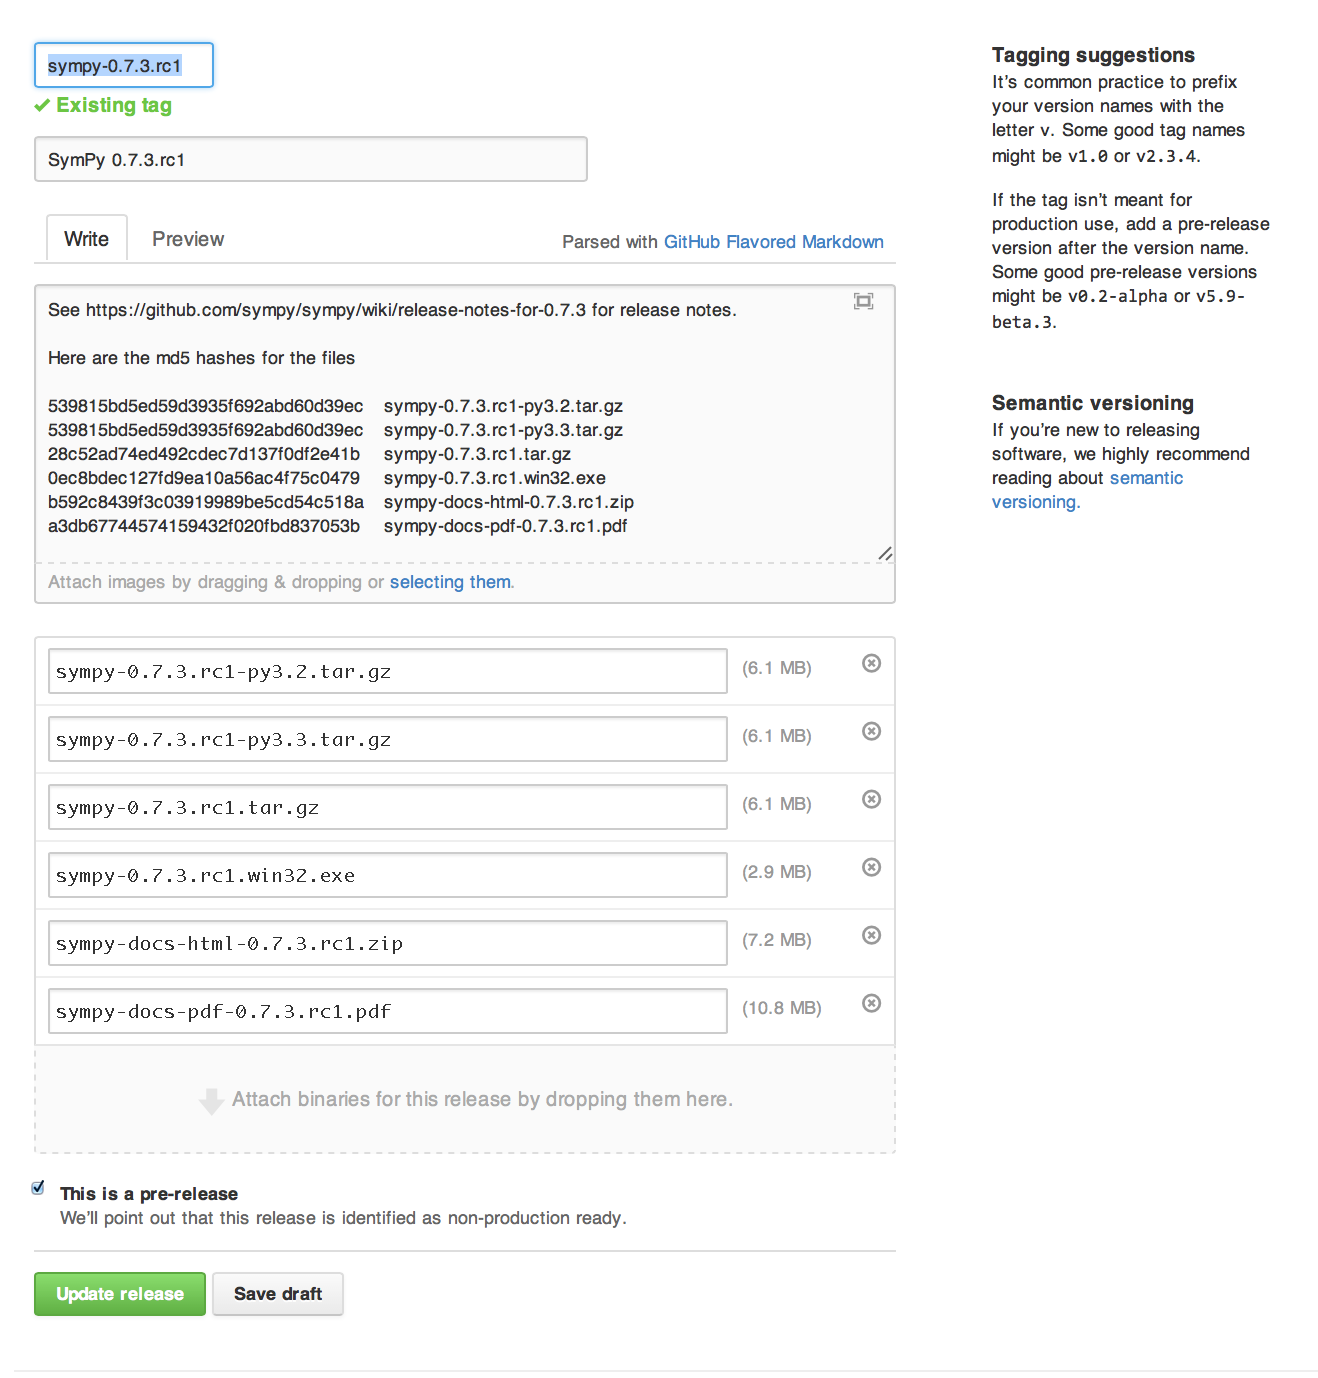 sympy-0.7.3.rc1
Existing tag
SymPy 0.7.3.rc1
Write Preview Parsed with GitHub Flavored Markdown
See https://github.com/sympy/sympy/wiki/release-notes-for-0.7.3 for release notes.
Here are the md5 hashes for the files
539815bd5ed59d3935f692abd60d39ec sympy-0.7.3.rc1-py3.2.tar.gz
539815bd5ed59d3935f692abd60d39ec sympy-0.7.3.rc1-py3.3.tar.gz
28c52ad74ed492cdec7d137f0df2e41b sympy-0.7.3.rc1.tar.gz
0ec8bdec127fd9ea10a56ac4f75c0479 sympy-0.7.3.rc1.win32.exe
b592c8439f3c03919989be5cd54c518a sympy-docs-html-0.7.3.rc1.zip
a3db67744574159432f020fbd837053b sympy-docs-pdf-0.7.3.rc1.pdf
Attach images by dragging & dropping or selecting them.
sympy-0.7.3.rc1-py3.2.tar.gz (6.1 MB)
sympy-0.7.3.rc1-py3.3.tar.gz (6.1 MB)
sympy-0.7.3.rc1.tar.gz (6.1 MB)
sympy-0.7.3.rc1.win32.exe (2.9 MB)
sympy-docs-html-0.7.3.rc1.zip (7.2 MB)
sympy-docs-pdf-0.7.3.rc1.pdf (10.8 MB)
Attach binaries for this release by dropping them here.
This is a pre-release
We'll point out that this release is identified as non-production ready.
Update release Save draft
Tagging suggestions
It's common practice to prefix
your version names with the
letter v. Some good tag names
might be v1.0 or v2.3.4.
If the tag isn't meant for
production use, add a pre-release
version after the version name.
Some good pre-release versions
might be v0.2-alpha or v5.9-
beta.3.
Semantic versioning
If you're new to releasing
software, we highly recommend
reading about semantic
versioning.